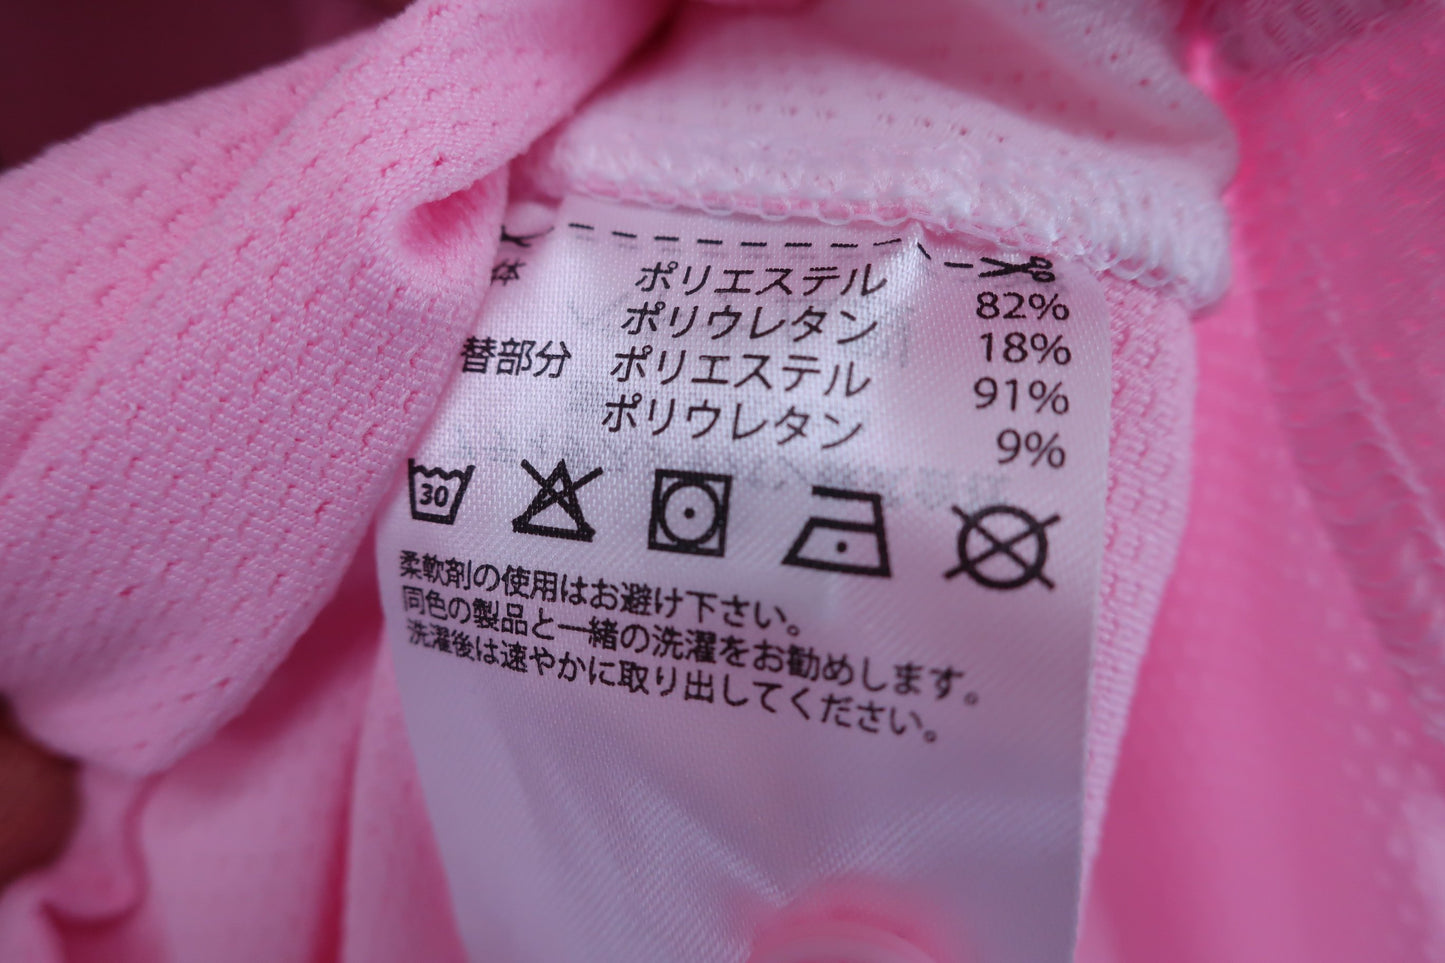 体 ポリエステル 82%
ポリウレタン 18%
替部分 ポリエステル 91%
ポリウレタン 9%
30
柔軟剤の使用はお避け下さい。
同色の製品と一緒の洗濯をお勧めします。
洗濯後は速やかに取り出してください。